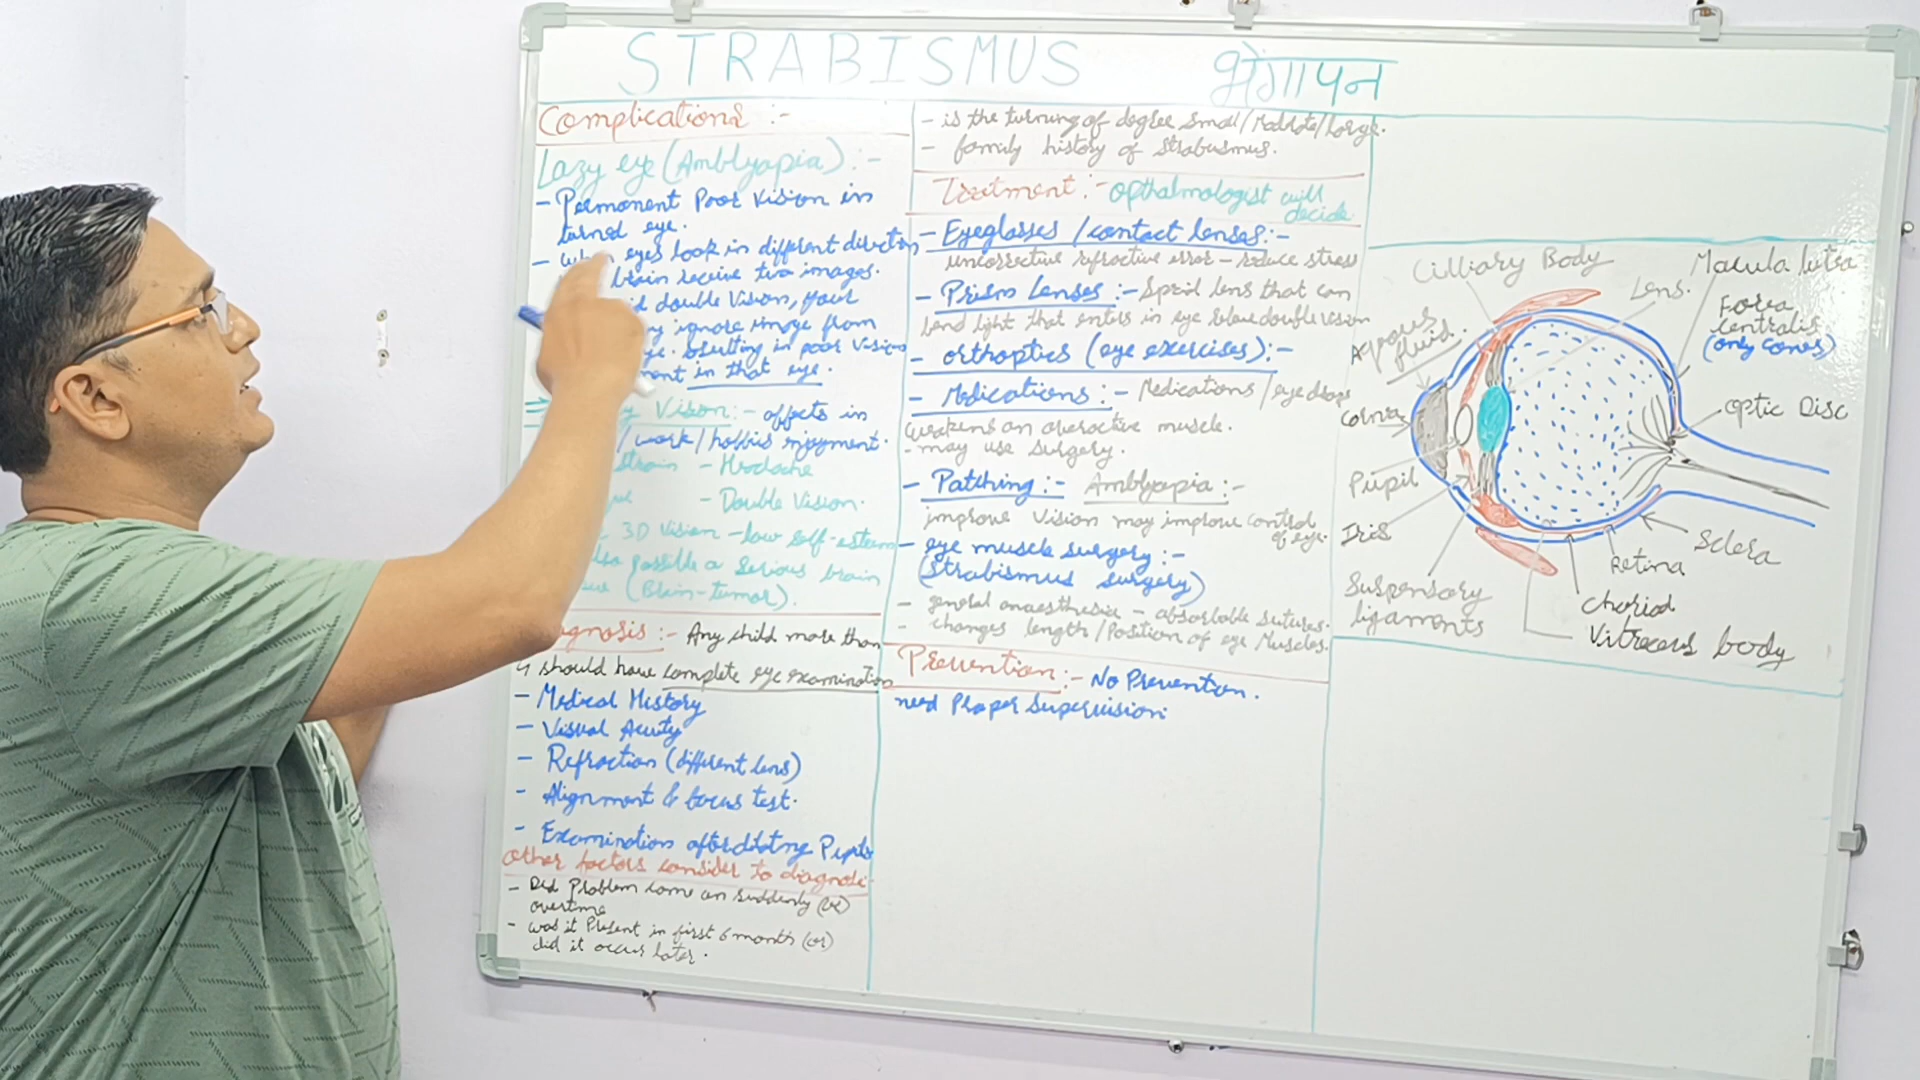 STRABISMUS भेंगापन
Complications :-
Lazy eye (Amblyopia) :-
- Permanent Poor Vision in
turned eye.
- when eyes look in different direction
brain receive two images.
double Vision, your
ignore image from
eye. resulting in poor Vision
in that eye.
Vison :- affects in
/ work / hobbies enjoyment.
strain - Headache
- Double Vision.
3D Vision - low self-esteem
also possible a serious brain
(Brain-tumor).
agnosis :- Any child more than
4 should have complete eye examination
- Medical History
- Visual Acuity
- Refraction (different lens)
- Alignment & focus test.
- Examination after dilating Pupils
other factors consider to diagnose
- Did Problem come on suddenly (or)
overtime
- was it Present in first 6 months (or)
did it occur later.
- is the turning of degree small/Moderate/Large.
- family history of strabismus.
Treatment :- opthalmologist will
decide
- Eyeglasses / contact lenses :-
uncorrective refractive error - reduce stress
- Prism Lenses :- Special lens that can
bend light that enters in eye double vision
- orthoptics (eye exercises) :-
- Medications :- Medications / eye drops
weakens an overactive muscle.
- may use surgery.
- Patching :- Amblyopia :-
improve Vision may improve control
of eye.
- eye muscle surgery :-
(Strabismus surgery)
- general anaesthesia - absorbable sutures.
- changes length / Position of eye Muscles.
Prevention :- No Prevention.
need Proper Supervision.
Cilliary Body
Macula lutea
Lens.
Fovea
centralis
(only cones)
Aqueous
fluid.
Cornea
optic Disc
Pupil
Iris
Sclera
Retina
Suspensory
ligaments
Choriod
Vitreous body